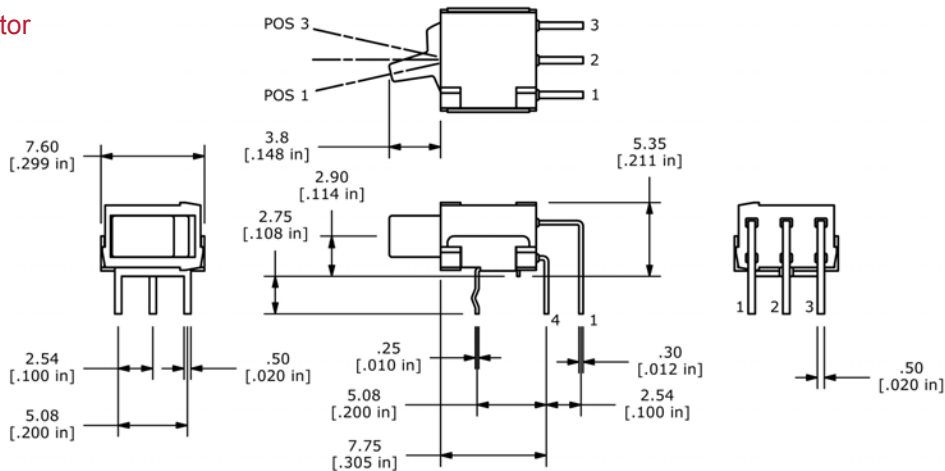 tor
POS 3
POS 1
3
2
1
7.60
[.299 in]
3.8
[.148 in]
5.35
[.211 in]
2.90
[.114 in]
2.75
[.108 in]
4
1
1
2
3
2.54
[.100 in]
.50
[.020 in]
5.08
[.200 in]
.25
[.010 in]
5.08
[.200 in]
7.75
[.305 in]
.30
[.012 in]
2.54
[.100 in]
.50
[.020 in]